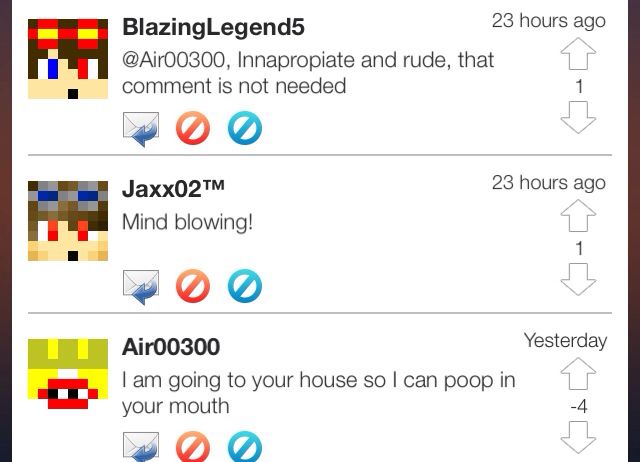 BlazingLegend5
23 hours ago
@Air00300, Innapropiate and rude, that
comment is not needed
1
Jaxx02™
23 hours ago
Mind blowing!
1
Air00300
Yesterday
I am going to your house so I can poop in
your mouth
-4